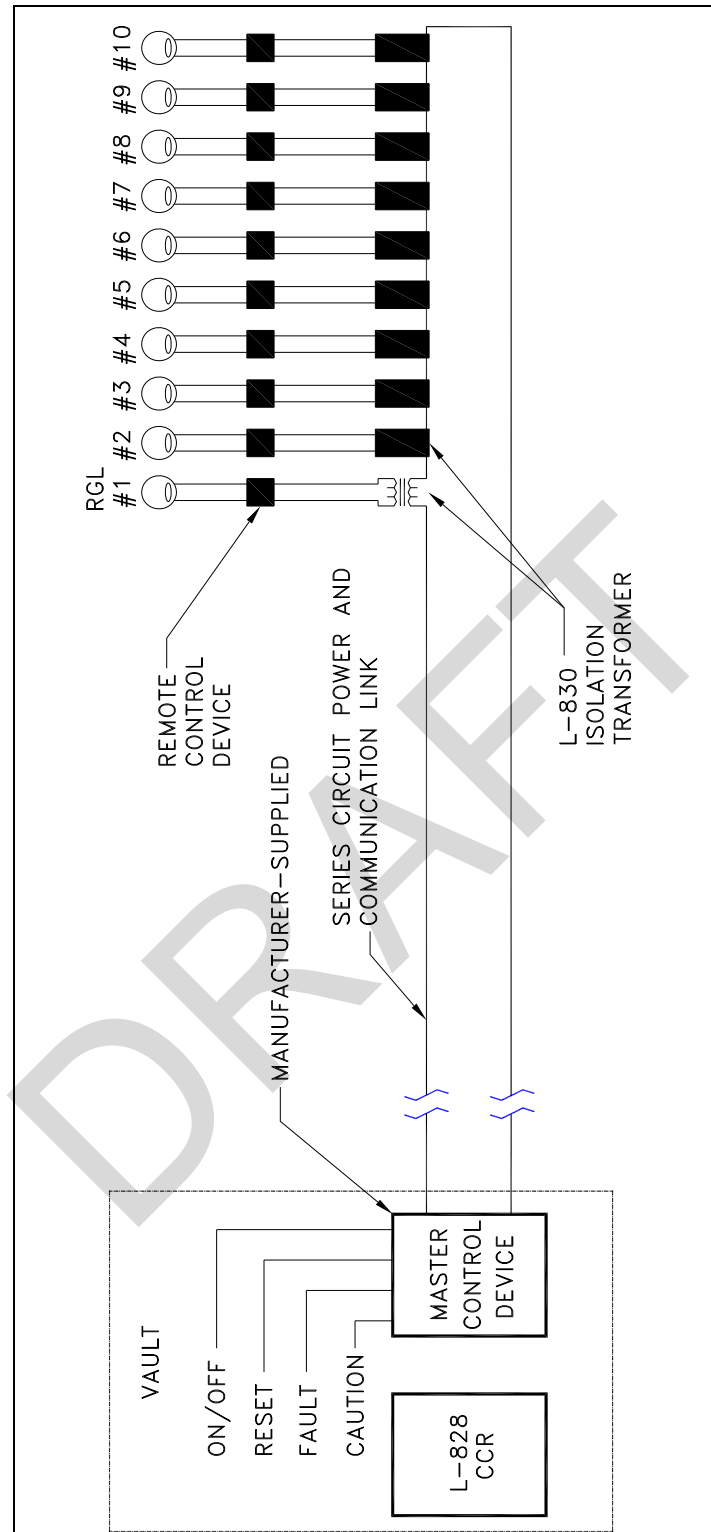 VAULT
ON/OFF
RESET
FAULT
CAUTION
L-828
CCR
MASTER
CONTROL
DEVICE
MANUFACTURER-SUPPLIED
SERIES CIRCUIT POWER AND
COMMUNICATION LINK
REMOTE
CONTROL
DEVICE
L-830
ISOLATION
TRANSFORMER
RGL
#1
#2
#3
#4
#5
#6
#7
#8
#9
#10
DRAFT